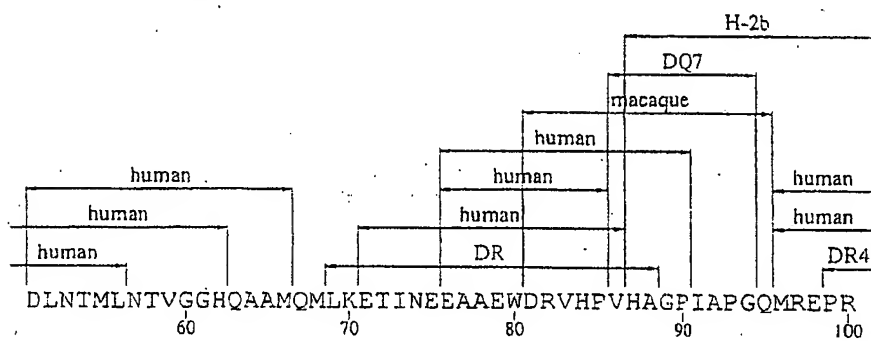 H-2b
DQ7
macaque
human
human human human
human human human
human DR DR4
DLNTMLNTVGGHQAAMQMLKETINEEAAEWDRVHPVHAGPIAPGQMREPR
60 70 80 90 100